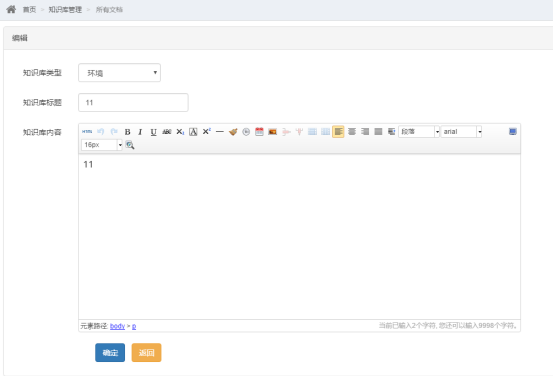 首页 > 知识库管理 > 所有文档
编辑
知识库类型 环境
知识库标题 11
知识库内容
HTML B I U ABC X₂ A X² 段落 arial
16px
11
元素路径: body > p 当前已输入2个字符, 您还可以输入9998个字符。
确定 返回